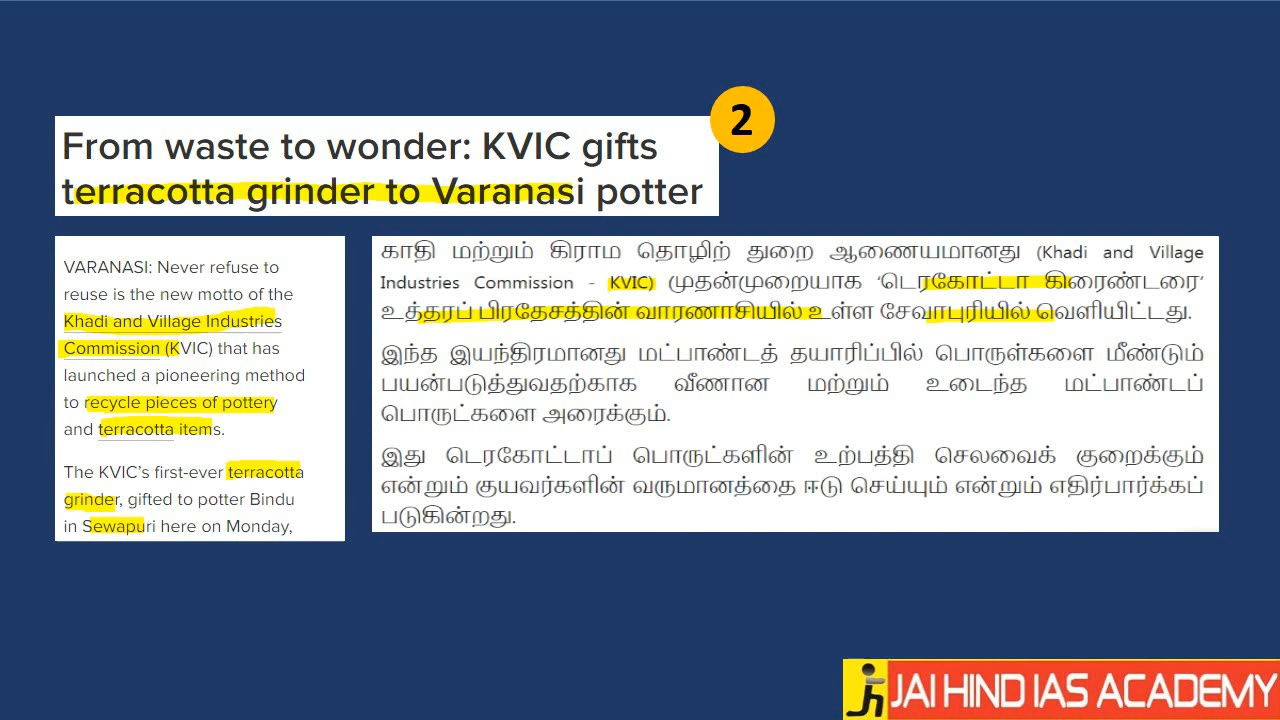 2
From waste to wonder: KVIC gifts
terracotta grinder to Varanasi potter
VARANASI: Never refuse to
reuse is the new motto of the
Khadi and Village Industries
Commission (KVIC) that has
launched a pioneering method
to recycle pieces of pottery
and terracotta items.
The KVIC's first-ever terracotta
grinder, gifted to potter Bindu
in Sewapuri here on Monday,
காதி மற்றும் கிராம தொழிற் துறை ஆணையமானது (Khadi and Village
Industries Commission - KVIC) முதன்முறையாக 'டெரகோட்டா கிரைண்டரை'
உத்தரப் பிரதேசத்தின் வாரணாசியில் உள்ள சேவாபுரியில் வெளியிட்டது.
இந்த இயந்திரமானது மட்பாண்டத் தயாரிப்பில் பொருள்களை மீண்டும்
பயன்படுத்துவதற்காக வீணான மற்றும் உடைந்த மட்பாண்டப்
பொருட்களை அரைக்கும்.
இது டெரகோட்டாப் பொருட்களின் உற்பத்தி செலவைக் குறைக்கும்
என்றும் குயவர்களின் வருமானத்தை ஈடு செய்யும் என்றும் எதிர்பார்க்கப்
படுகின்றது.
JAI HIND IAS ACADEMY